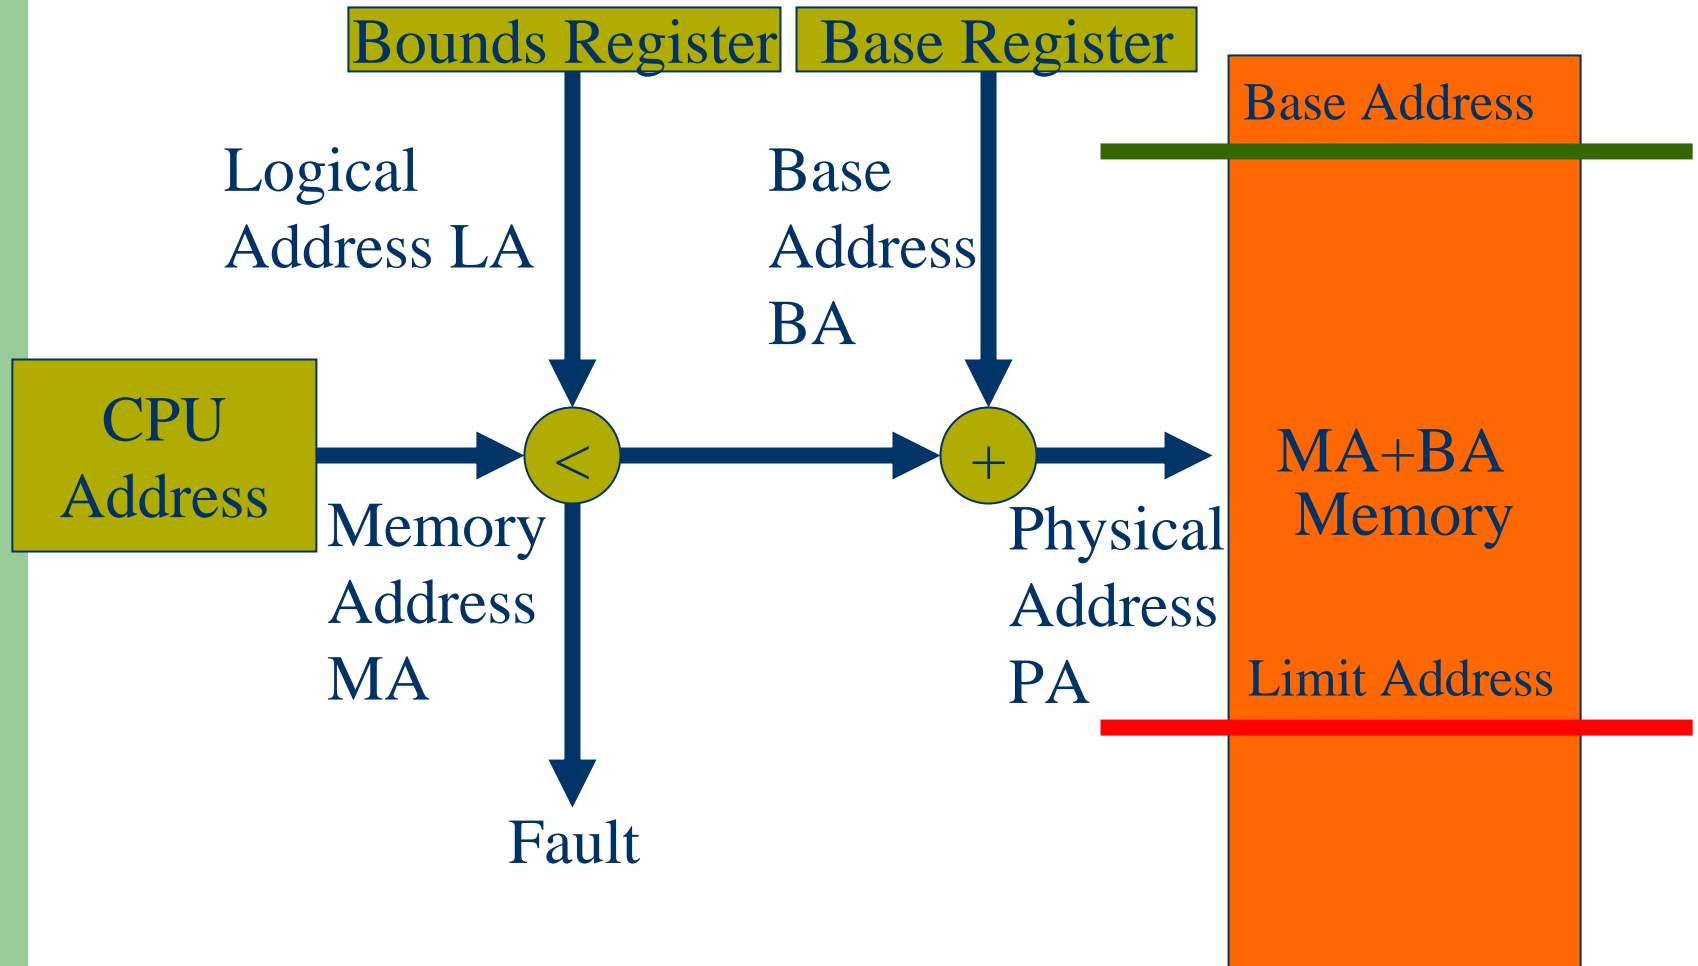 Bounds Register
Base Register
Base Address
Logical
Address LA
Base
Address
BA
CPU
Address
<
+
MA+BA
Memory
Memory
Address
MA
Physical
Address
PA
Limit Address
Fault